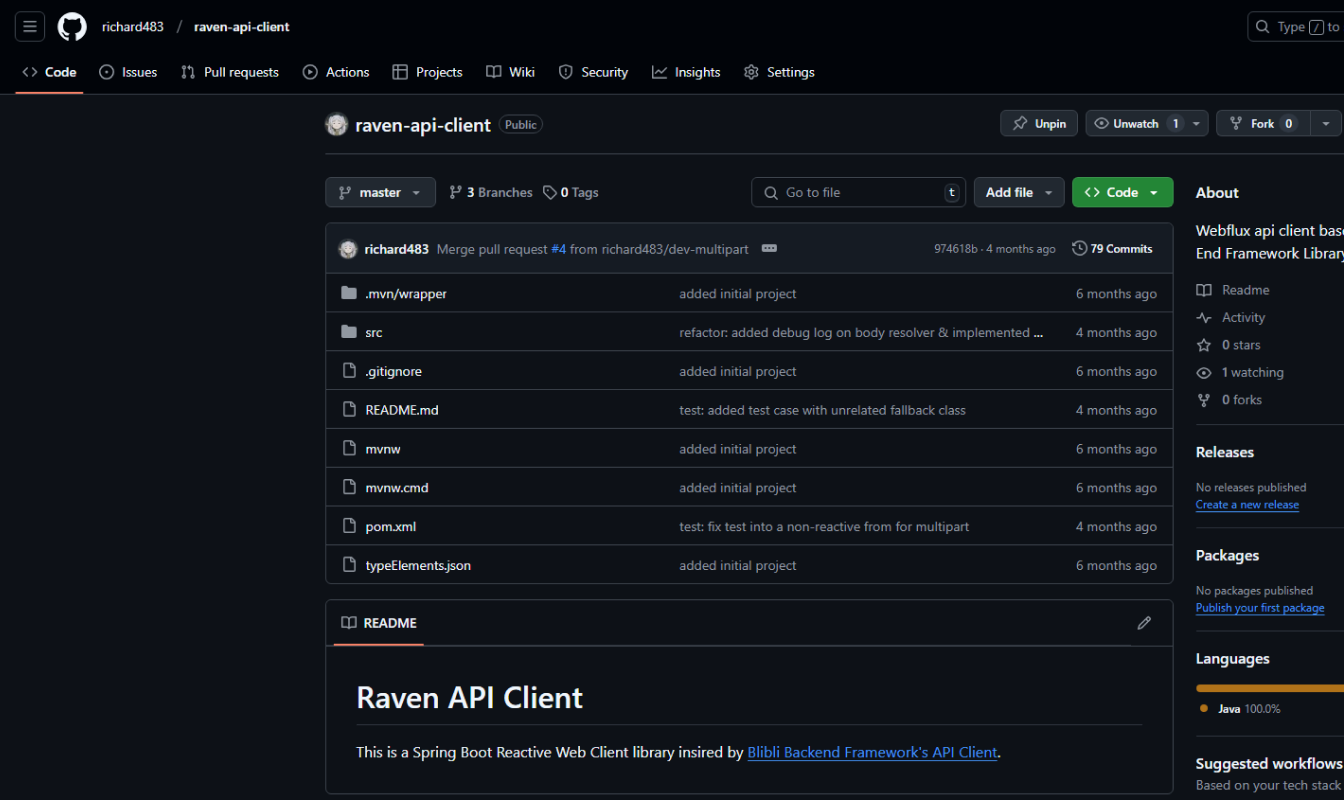 richard483 / raven-api-client
Type / to
Code Issues Pull requests Actions Projects Wiki Security Insights Settings
raven-api-client Public
Unpin Unwatch 1 Fork 0
master 3 Branches 0 Tags
Go to file t
Add file
Code
richard483 Merge pull request #4 from richard483/dev-multipart
974618b · 4 months ago 79 Commits
.mvn/wrapper added initial project 6 months ago
src refactor: added debug log on body resolver & implemented ... 4 months ago
.gitignore added initial project 6 months ago
README.md test: added test case with unrelated fallback class 4 months ago
mvnw added initial project 6 months ago
mvnw.cmd added initial project 6 months ago
pom.xml test: fix test into a non-reactive from for multipart 4 months ago
typeElements.json added initial project 6 months ago
README
Raven API Client
This is a Spring Boot Reactive Web Client library insired by Blibli Backend Framework's API Client.
About
Webflux api client
End Framework Library
Readme
Activity
0 stars
1 watching
0 forks
Releases
No releases published
Create a new release
Packages
No packages published
Publish your first package
Languages
Java 100.0%
Suggested workflows
Based on your tech stack